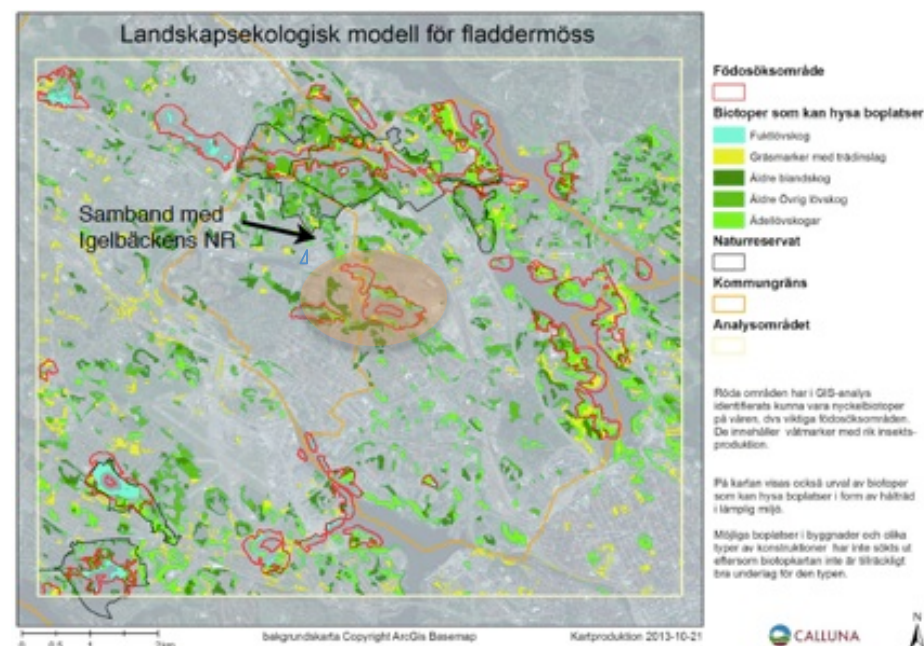 Landskapsekologisk modell för fladdermöss
Samband med
Igelbäckens NR
Födosöksområde
Biotoper som kan hysa boplatser
Fuktlövskog
Gräsmarker med trädinslag
Äldre blandskog
Äldre Övrig lövskog
Ädellövskogar
Naturreservat
Kommungräns
Analysområdet
Röda områden har i GIS-analys
identifierats kunna vara nyckelbiotoper
på våren, dvs viktiga födosöksområden.
De innehåller våtmarker med rik insekts-
produktion.
På kartan visas också urval av biotoper
som kan hysa boplatser i form av hålträd
i lämplig miljö.
Möjliga boplatser i byggnader och olika
typer av konstruktioner har inte sökts ut
eftersom biotopkartan inte är tillräckligt
bra underlag för den typen.
0 0.5 1 2km
bakgrundskarta Copyright ArcGis Basemap
Kartproduktion 2013-10-21
CALLUNA
N